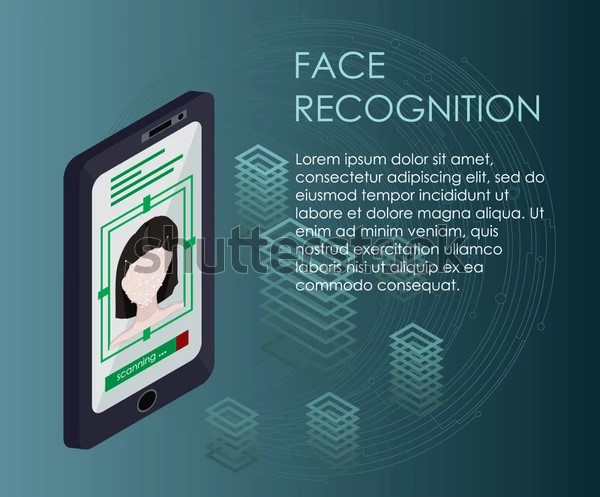 FACE
RECOGNITION
Lorem ipsum dolor sit amet,
consectetur adipiscing elit, sed do
eiusmod tempor incididunt ut
labore et dolore magna aliqua. Ut
enim ad minim veniam, quis
nostrud exercitation ullamco
laboris nisi ut aliquip ex ea
commodo consequat.
shutterstock
scanning ...